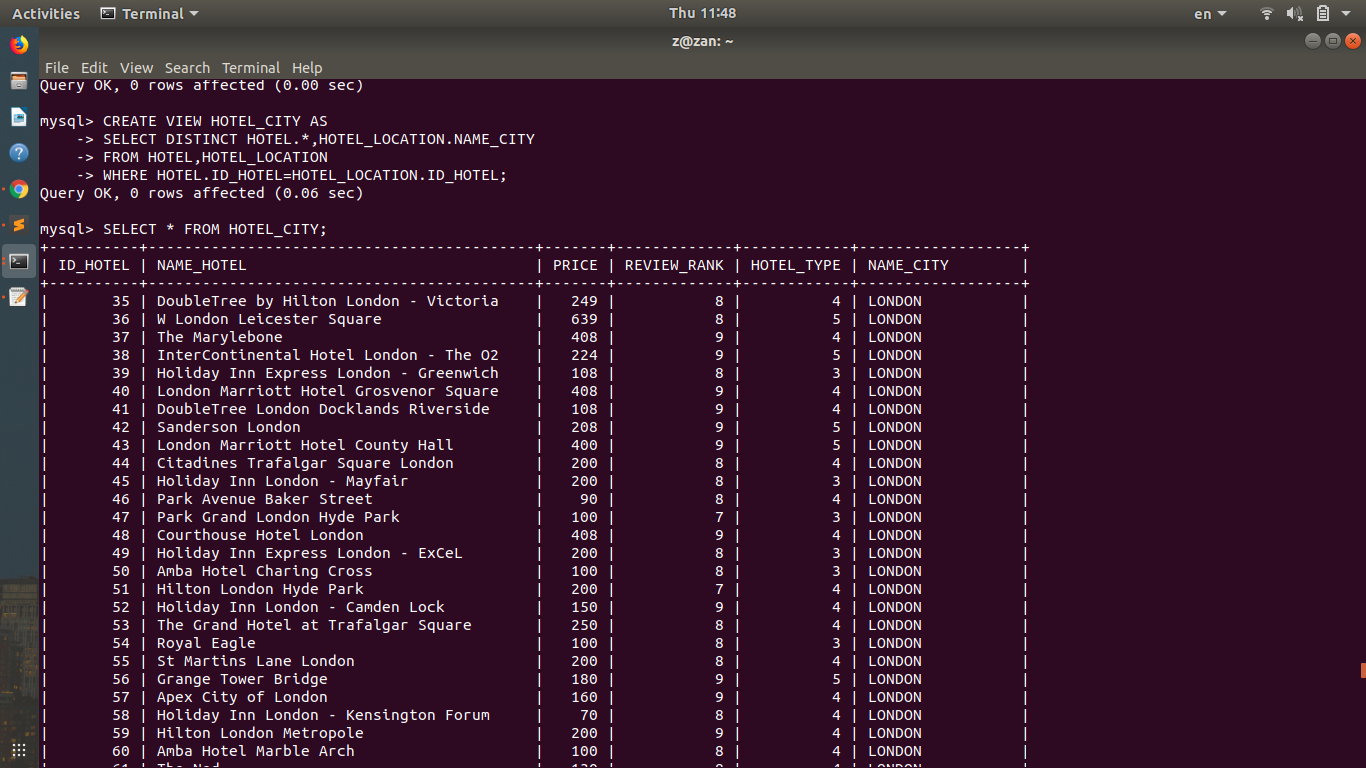 Activities Terminal Thu 11:48 en
z@zan: ~
File Edit View Search Terminal Help
Query OK, 0 rows affected (0.00 sec)
mysql> CREATE VIEW HOTEL_CITY AS
    -> SELECT DISTINCT HOTEL.*,HOTEL_LOCATION.NAME_CITY
    -> FROM HOTEL,HOTEL_LOCATION
    -> WHERE HOTEL.ID_HOTEL=HOTEL_LOCATION.ID_HOTEL;
Query OK, 0 rows affected (0.06 sec)
mysql> SELECT * FROM HOTEL_CITY;
+----------+-------------------------------------------+-------+-------------+------------+------------------+
| ID_HOTEL | NAME_HOTEL                                | PRICE | REVIEW_RANK | HOTEL_TYPE | NAME_CITY        |
+----------+-------------------------------------------+-------+-------------+------------+------------------+
|       35 | DoubleTree by Hilton London - Victoria    |   249 |           8 |          4 | LONDON           |
|       36 | W London Leicester Square                 |   639 |           8 |          5 | LONDON           |
|       37 | The Marylebone                            |   408 |           9 |          4 | LONDON           |
|       38 | InterContinental Hotel London - The O2    |   224 |           9 |          5 | LONDON           |
|       39 | Holiday Inn Express London - Greenwich    |   108 |           8 |          3 | LONDON           |
|       40 | London Marriott Hotel Grosvenor Square    |   408 |           9 |          4 | LONDON           |
|       41 | DoubleTree London Docklands Riverside     |   108 |           9 |          4 | LONDON           |
|       42 | Sanderson London                          |   208 |           9 |          5 | LONDON           |
|       43 | London Marriott Hotel County Hall         |   400 |           9 |          5 | LONDON           |
|       44 | Citadines Trafalgar Square London         |   200 |           8 |          4 | LONDON           |
|       45 | Holiday Inn London - Mayfair              |   200 |           8 |          3 | LONDON           |
|       46 | Park Avenue Baker Street                  |    90 |           8 |          4 | LONDON           |
|       47 | Park Grand London Hyde Park               |   100 |           7 |          3 | LONDON           |
|       48 | Courthouse Hotel London                   |   408 |           9 |          4 | LONDON           |
|       49 | Holiday Inn Express London - ExCeL        |   200 |           8 |          3 | LONDON           |
|       50 | Amba Hotel Charing Cross                  |   100 |           8 |          3 | LONDON           |
|       51 | Hilton London Hyde Park                   |   200 |           7 |          4 | LONDON           |
|       52 | Holiday Inn London - Camden Lock          |   150 |           9 |          4 | LONDON           |
|       53 | The Grand Hotel at Trafalgar Square       |   250 |           8 |          4 | LONDON           |
|       54 | Royal Eagle                               |   100 |           8 |          3 | LONDON           |
|       55 | St Martins Lane London                    |   200 |           8 |          4 | LONDON           |
|       56 | Grange Tower Bridge                       |   180 |           9 |          5 | LONDON           |
|       57 | Apex City of London                       |   160 |           9 |          4 | LONDON           |
|       58 | Holiday Inn London - Kensington Forum     |    70 |           8 |          4 | LONDON           |
|       59 | Hilton London Metropole                   |   200 |           9 |          4 | LONDON           |
|       60 | Amba Hotel Marble Arch                    |   100 |           8 |          4 | LONDON           |